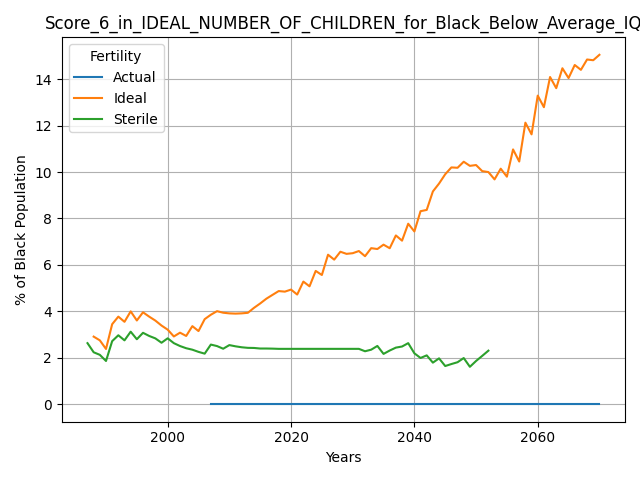 Score_6_in_IDEAL_NUMBER_OF_CHILDREN_for_Black_Below_Average_IQ
Fertility
Actual
Ideal
Sterile
% of Black Population
14
12
10
8
6
4
2
0
2000
2020
2040
2060
Years